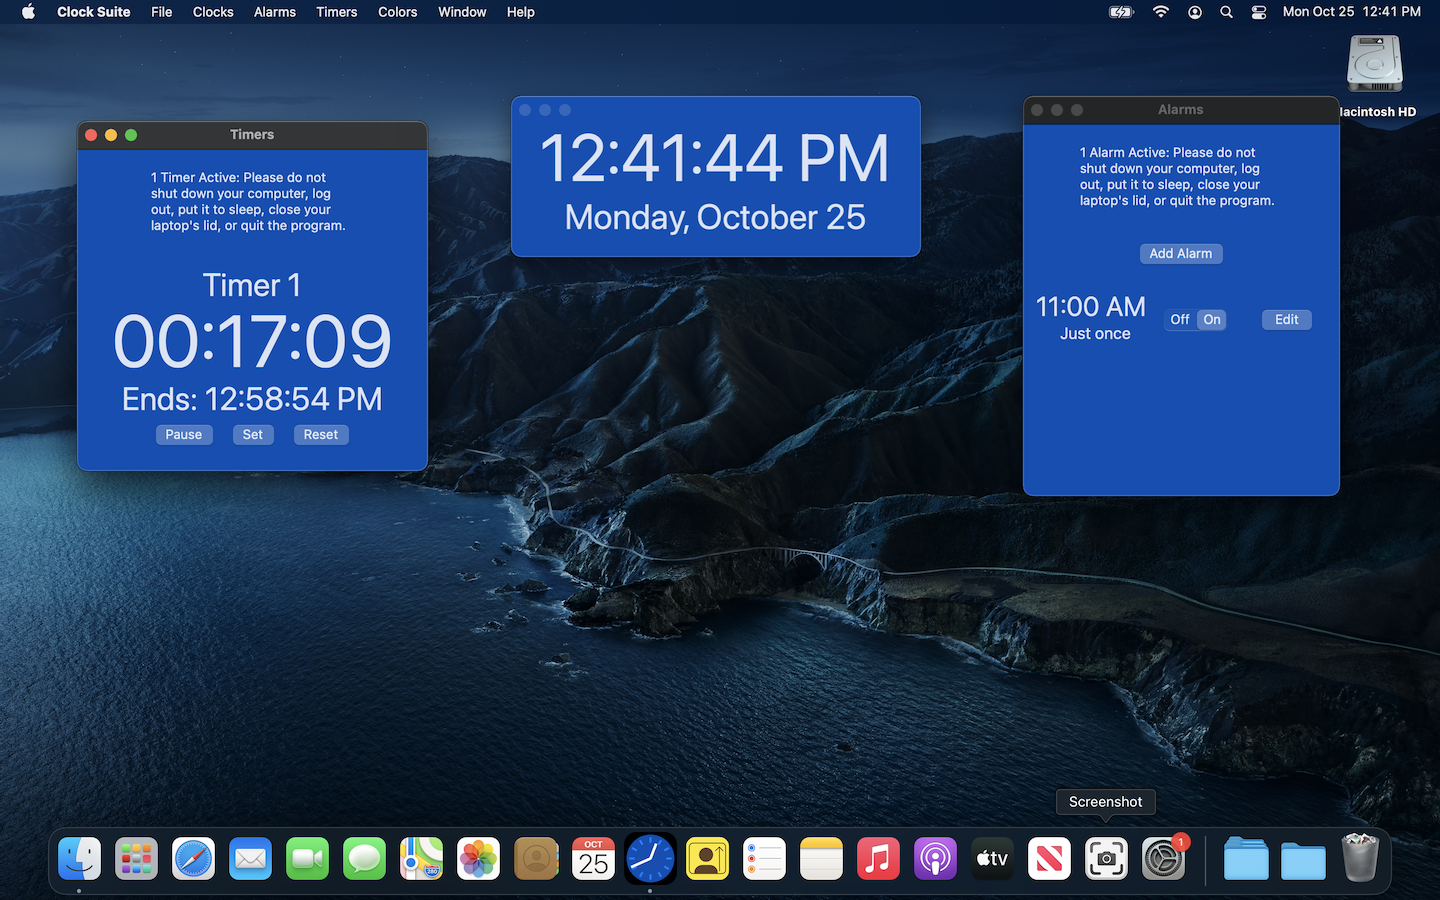 Clock Suite File Clocks Alarms Timers Colors Window Help Mon Oct 25 12:41 PM
acintosh HD
Timers
1 Timer Active: Please do not
shut down your computer, log
out, put it to sleep, close your
laptop's lid, or quit the program.
Timer 1
00:17:09
Ends: 12:58:54 PM
Pause Set Reset
12:41:44 PM
Monday, October 25
Alarms
1 Alarm Active: Please do not
shut down your computer, log
out, put it to sleep, close your
laptop's lid, or quit the program.
Add Alarm
11:00 AM
Just once
Off On
Edit
Screenshot
280
OCT
25
tv
1